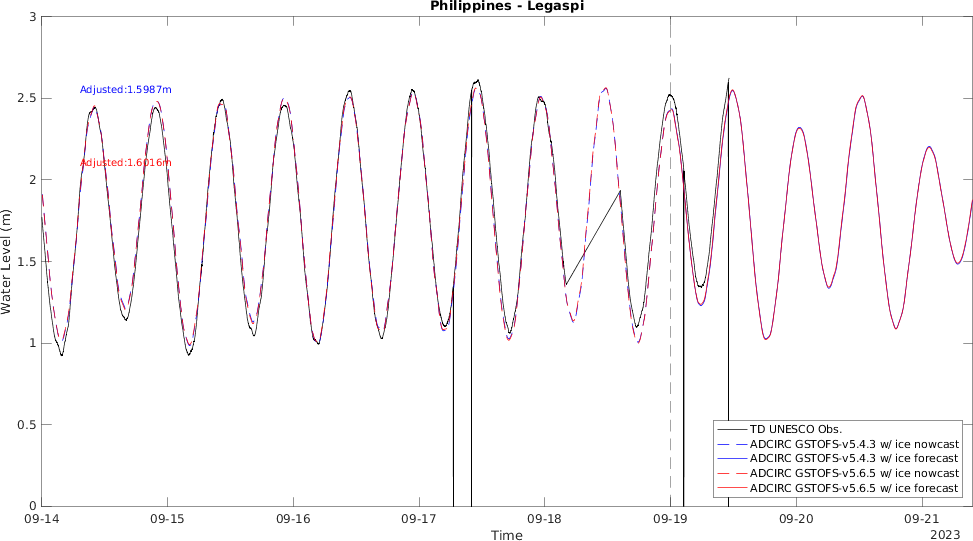 Philippines - Legaspi
3
2.5
2
1.5
1
0.5
0
Water Level (m)
Adjusted:1.5987m
Adjusted:1.6016m
TD UNESCO Obs.
ADCIRC GSTOFS-v5.4.3 w/ ice nowcast
ADCIRC GSTOFS-v5.4.3 w/ ice forecast
ADCIRC GSTOFS-v5.6.5 w/ ice nowcast
ADCIRC GSTOFS-v5.6.5 w/ ice forecast
09-14 09-15 09-16 09-17 09-18 09-19 09-20 09-21
Time
2023